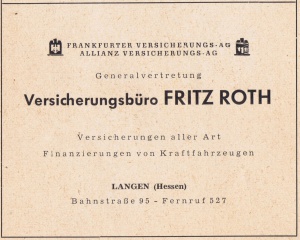 FRANKFURTER VERSICHERUNGS-AG
ALLIANZ VERSICHERUNGS-AG
Generalvertretung
Versicherungsbüro FRITZ ROTH
Versicherungen aller Art
Finanzierungen von Kraftfahrzeugen
LANGEN (Hessen)
Bahnstraße 95 - Fernruf 527